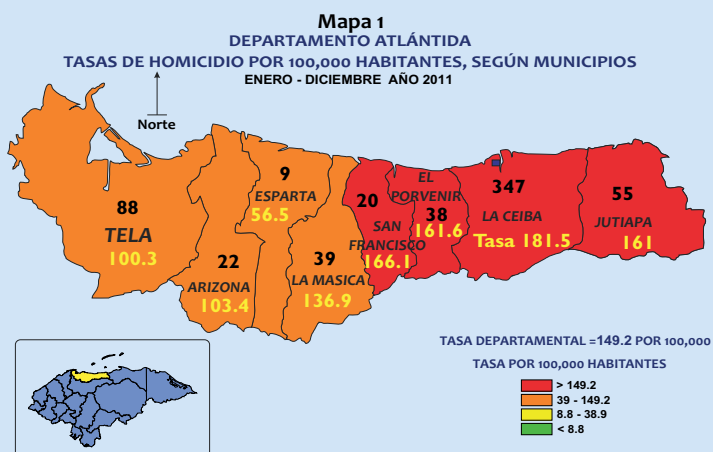 Mapa 1
DEPARTAMENTO ATLÁNTIDA
TASAS DE HOMICIDIO POR 100,000 HABITANTES, SEGÚN MUNICIPIOS
ENERO - DICIEMBRE AÑO 2011
Norte
88
TELA
100.3
22
ARIZONA
103.4
9
ESPARTA
56.5
39
LA MASICA
136.9
20
SAN
FRANCISCO
166.1
EL
PORVENIR
38
161.6
347
LA CEIBA
Tasa 181.5
55
JUTIAPA
161
TASA DEPARTAMENTAL =149.2 POR 100,000
TASA POR 100,000 HABITANTES
> 149.2
39 - 149.2
8.8 - 38.9
< 8.8